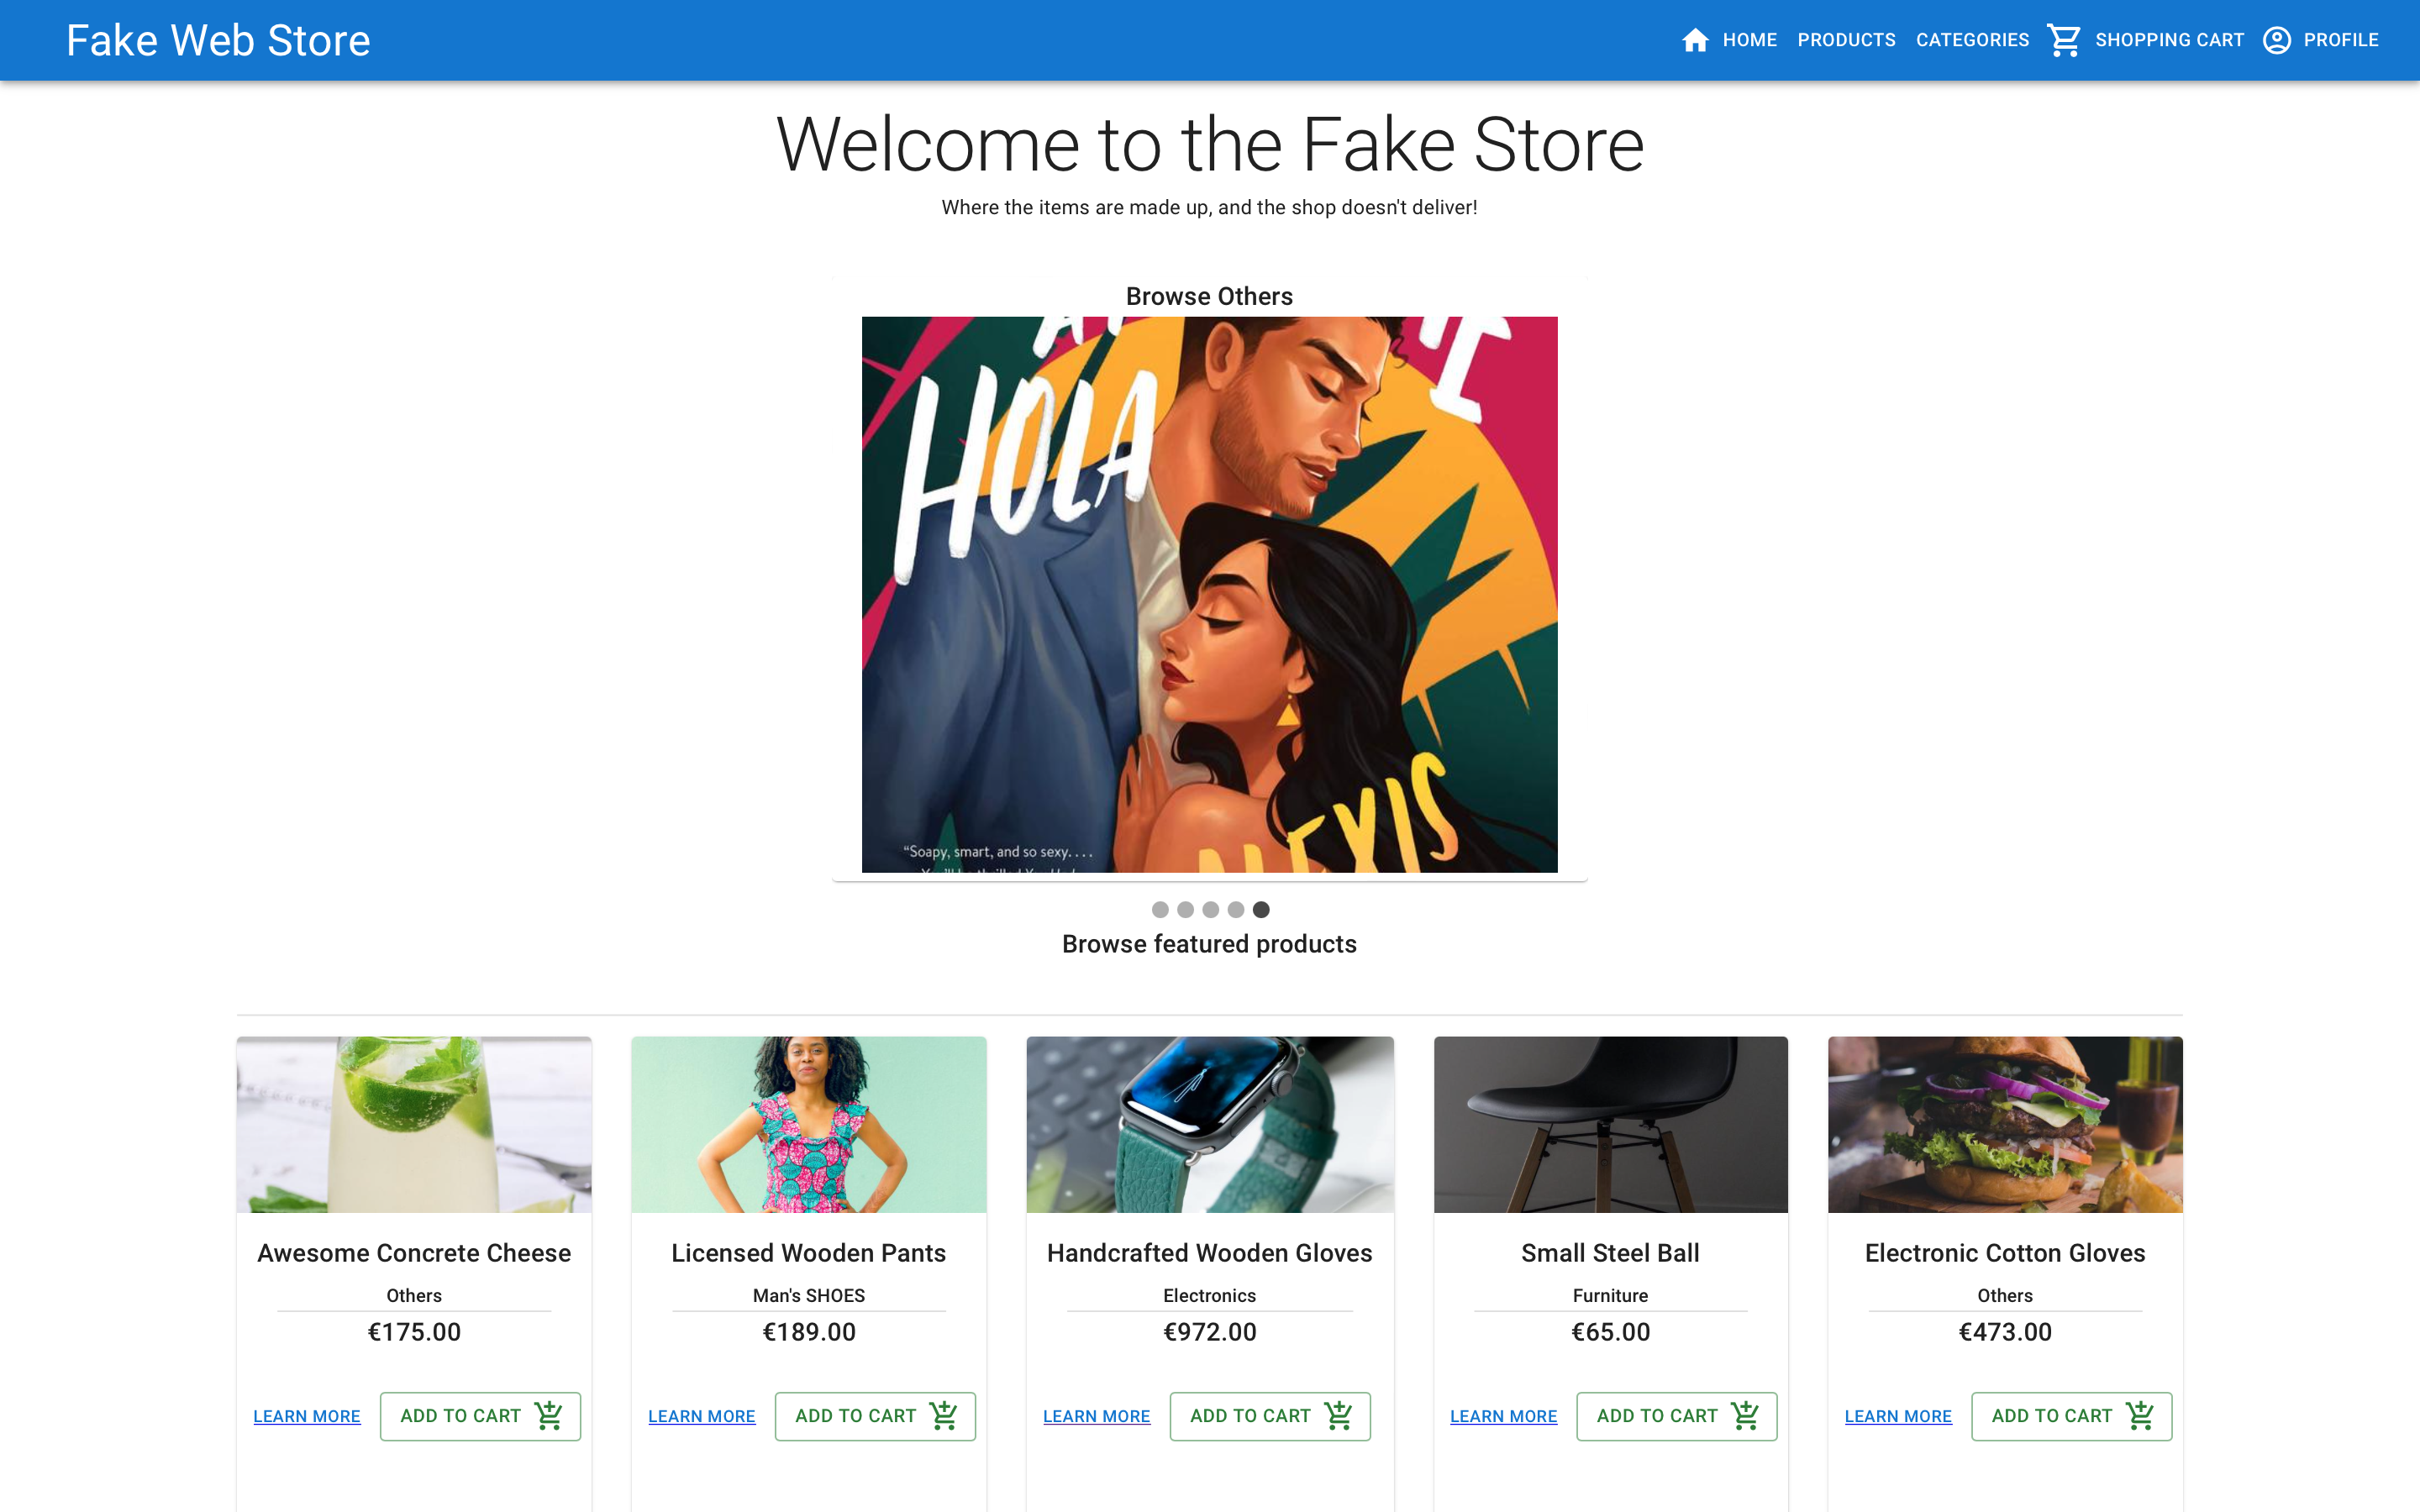 Fake Web Store
HOME PRODUCTS CATEGORIES SHOPPING CART PROFILE
Welcome to the Fake Store
Where the items are made up, and the shop doesn't deliver!
Browse Others
HOLA
ALEXIS
“Soapy, smart, and so sexy. . . .
Browse featured products
Awesome Concrete Cheese
Others
€175.00
LEARN MORE ADD TO CART
Licensed Wooden Pants
Man's SHOES
€189.00
LEARN MORE ADD TO CART
Handcrafted Wooden Gloves
Electronics
€972.00
LEARN MORE ADD TO CART
Small Steel Ball
Furniture
€65.00
LEARN MORE ADD TO CART
Electronic Cotton Gloves
Others
€473.00
LEARN MORE ADD TO CART